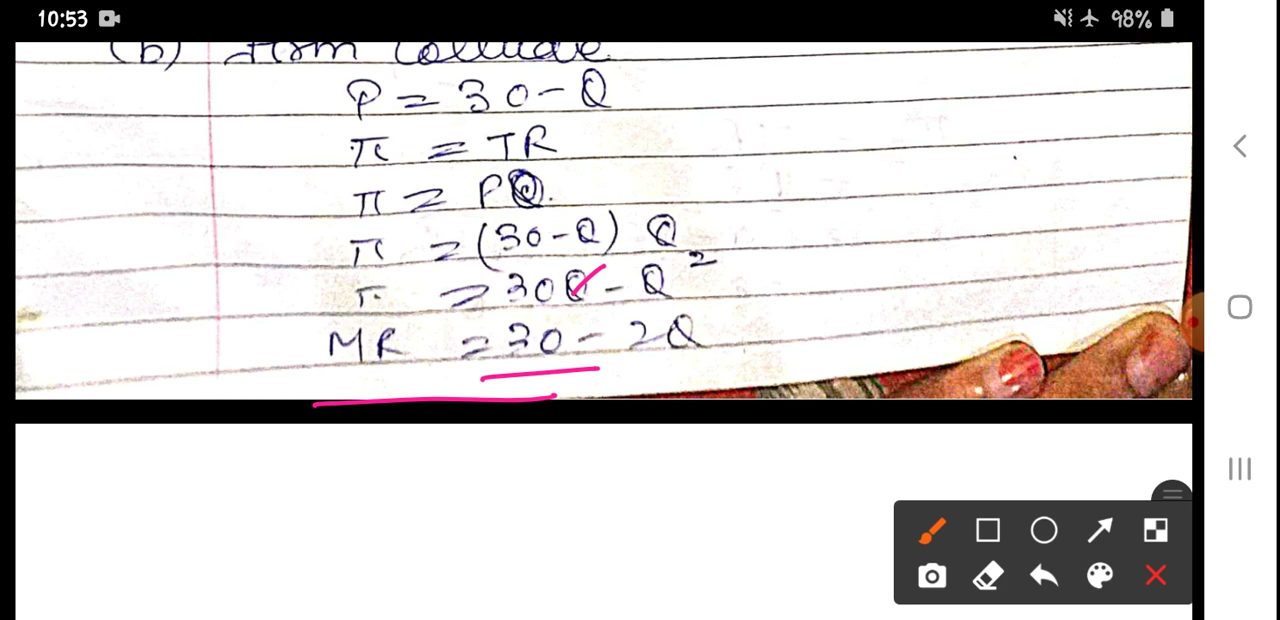 10:53
98%
(b) Firm Collude
P = 30 - Q
π = TR
π = PQ.
π = (30-Q) Q
π = 30Q - Q²
MR = 30 - 2Q